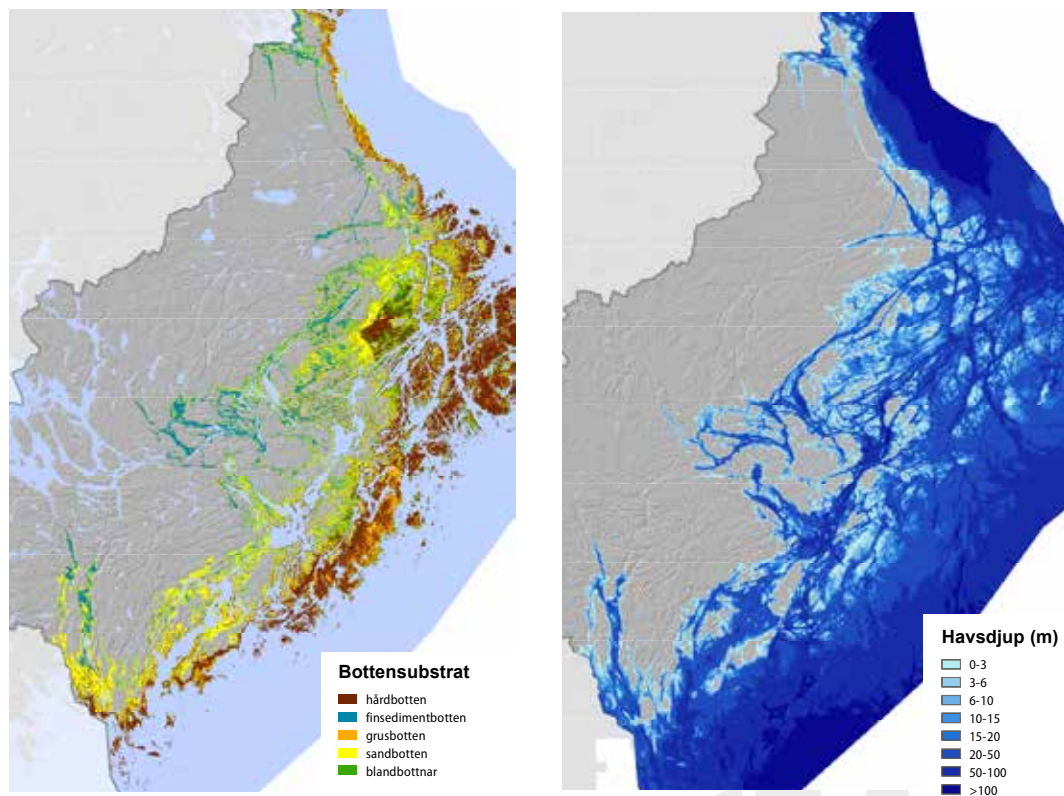 Bottensubstrat
hårdbotten
finsedimentbotten
grusbotten
sandbotten
blandbottnar
Havsdjup (m)
0-3
3-6
6-10
10-15
15-20
20-50
50-100
>100